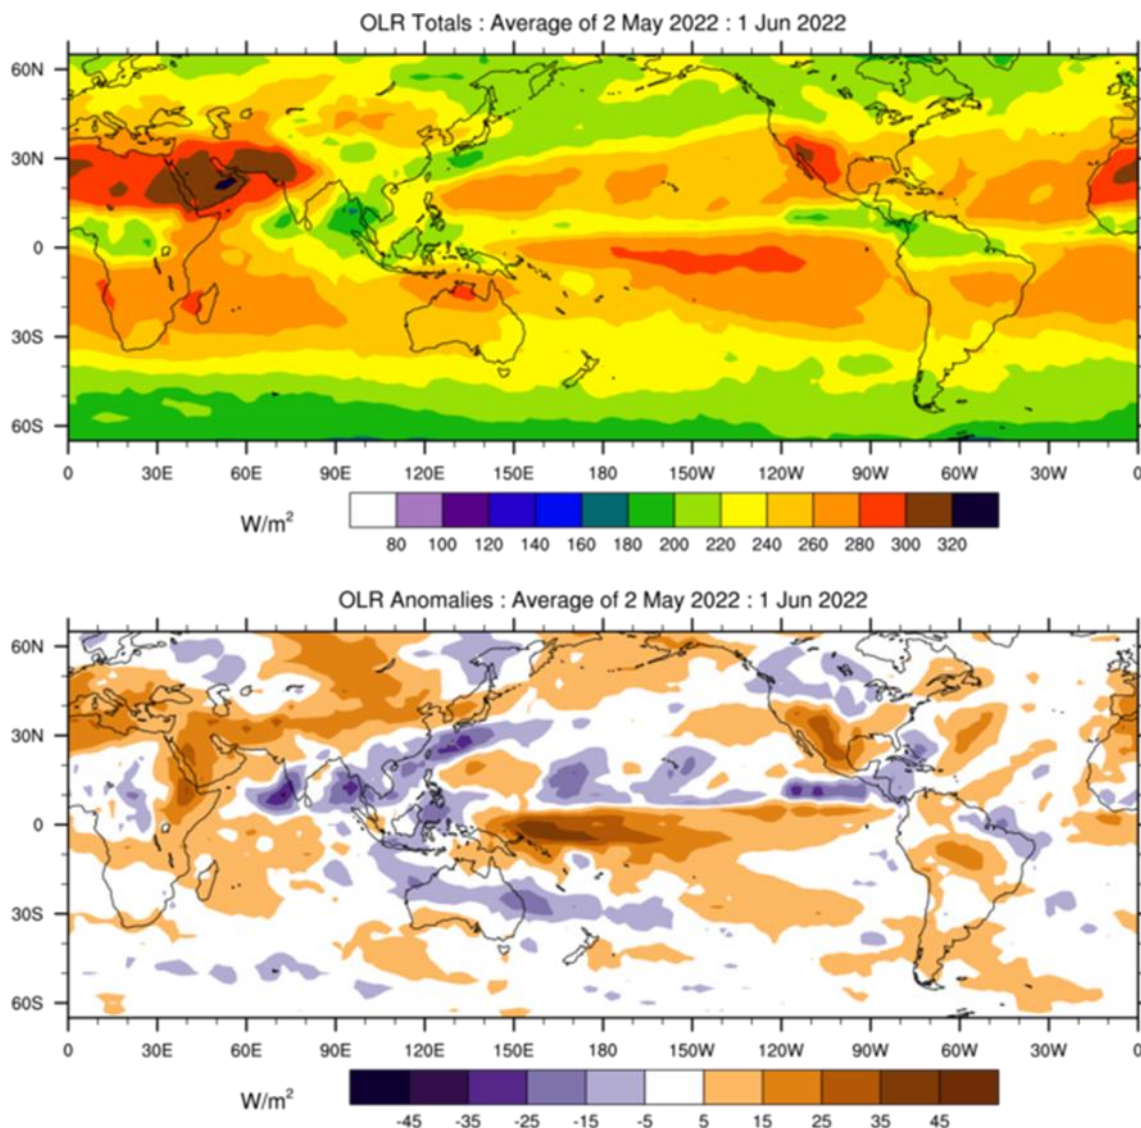 OLR Totals : Average of 2 May 2022 : 1 Jun 2022
60N
30N
0
30S
60S
0 30E 60E 90E 120E 150E 180 150W 120W 90W 60W 30W 0
W/m²
80 100 120 140 160 180 200 220 240 260 280 300 320
OLR Anomalies : Average of 2 May 2022 : 1 Jun 2022
60N
30N
0
30S
60S
0 30E 60E 90E 120E 150E 180 150W 120W 90W 60W 30W 0
W/m²
-45 -35 -25 -15 -5 5 15 25 35 45